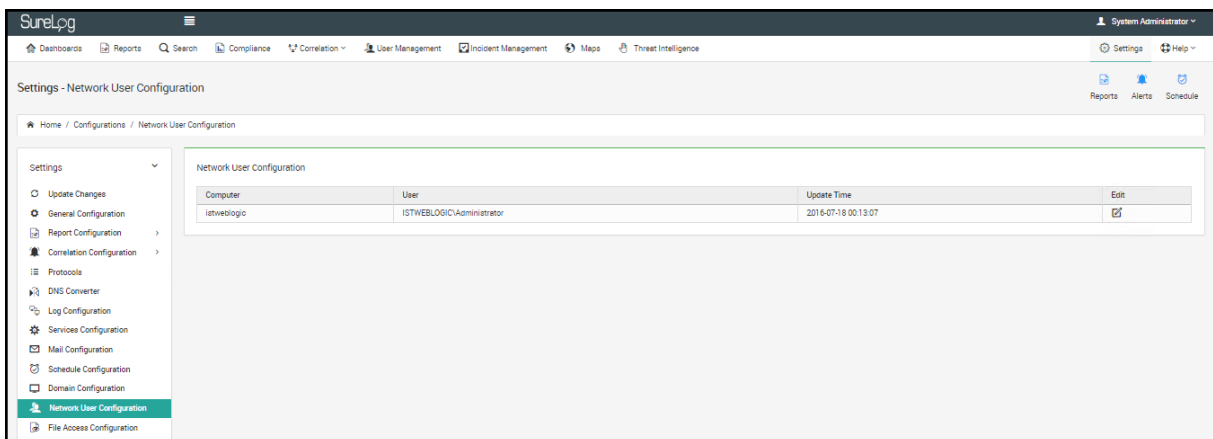 SureLog
System Administrator
Dashboards Reports Search Compliance Correlation User Management Incident Management Maps Threat Intelligence Settings Help
Settings - Network User Configuration
Reports Alerts Schedule
Home / Configurations / Network User Configuration
Settings
Update Changes
General Configuration
Report Configuration
Correlation Configuration
Protocols
DNS Converter
Log Configuration
Services Configuration
Mail Configuration
Schedule Configuration
Domain Configuration
Network User Configuration
File Access Configuration
Network User Configuration
Computer User Update Time Edit
istweblogic ISTWEBLOGIC\Administrator 2016-07-18 00:13:07